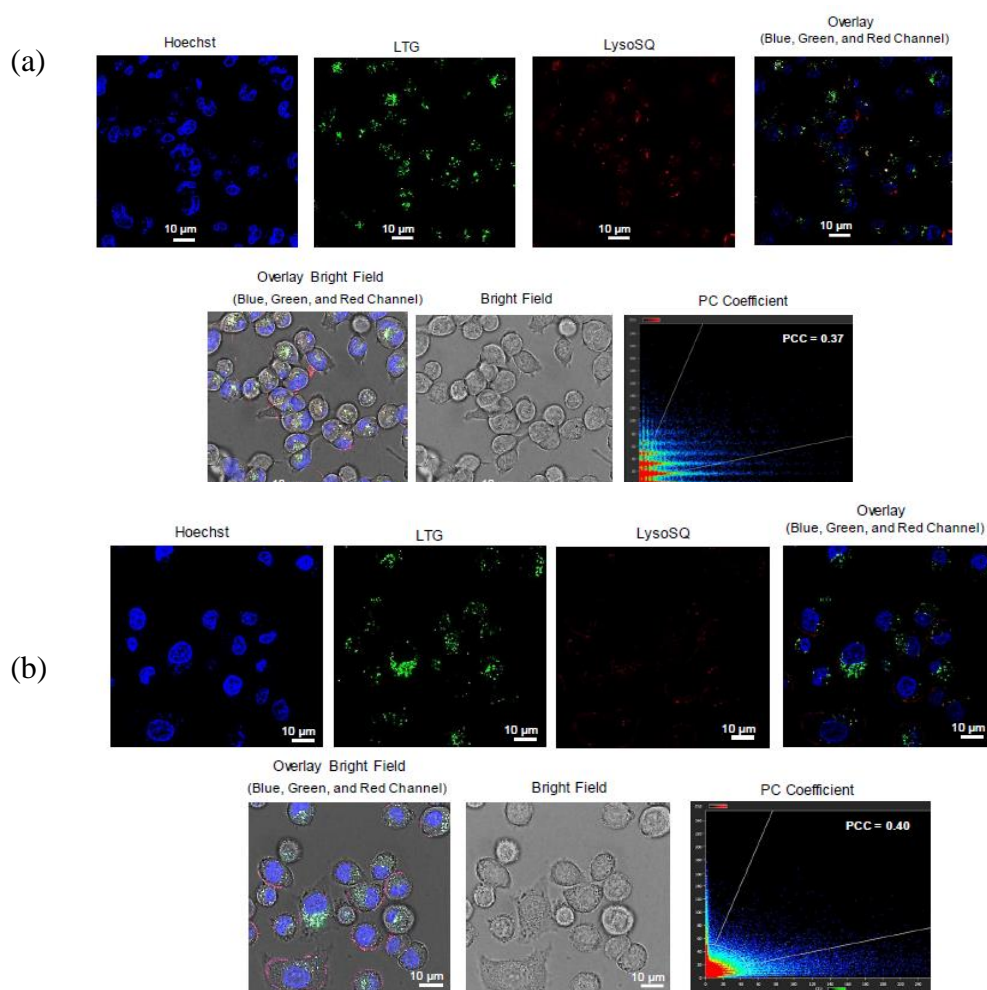 (a)
Hoechst
LTG
LysoSQ
Overlay
(Blue, Green, and Red Channel)
10 µm
10 µm
10 µm
10 µm
Overlay Bright Field
(Blue, Green, and Red Channel)
Bright Field
PC Coefficient
PCC = 0.37
(b)
Hoechst
LTG
LysoSQ
Overlay
(Blue, Green, and Red Channel)
10 µm
10 µm
10 µm
10 µm
Overlay Bright Field
(Blue, Green, and Red Channel)
Bright Field
PC Coefficient
PCC = 0.40
10 µm
10 µm